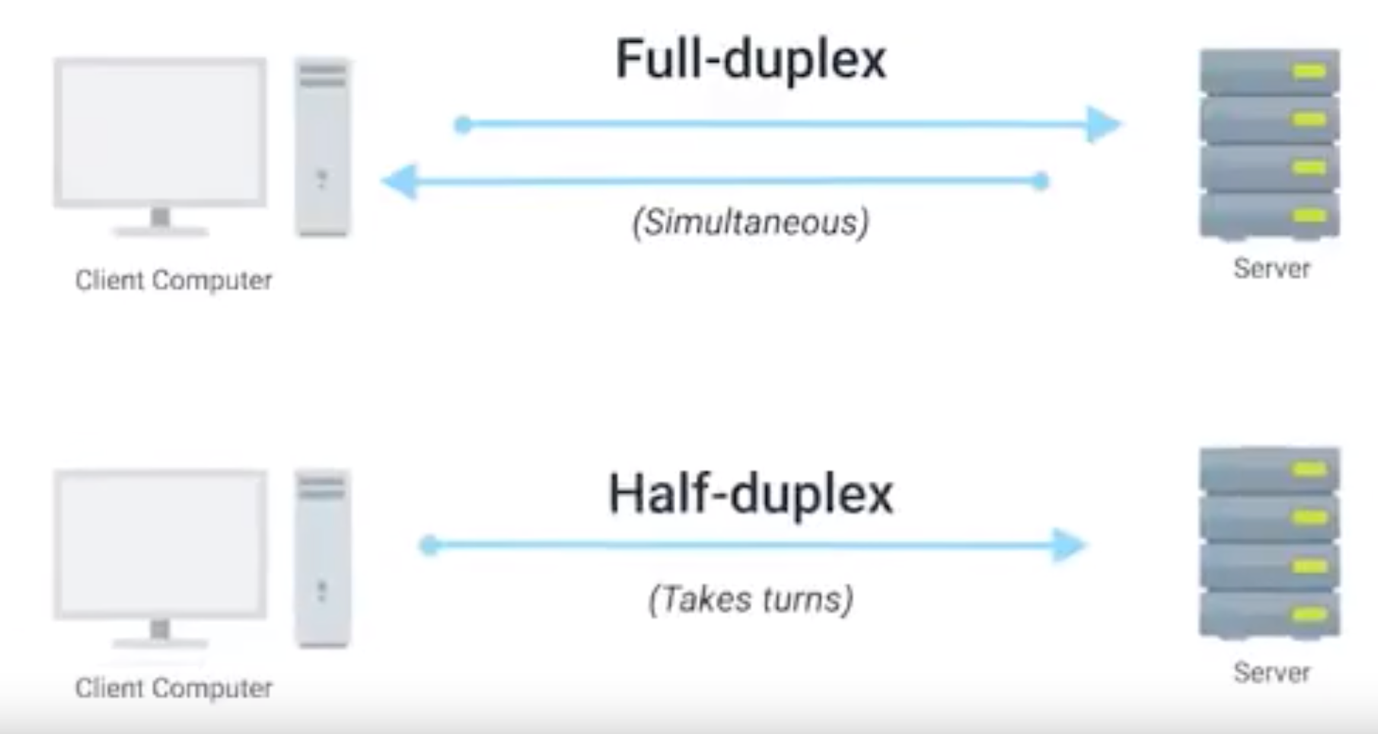 Full-duplex
(Simultaneous)
Client Computer
Server
Half-duplex
(Takes turns)
Client Computer
Server